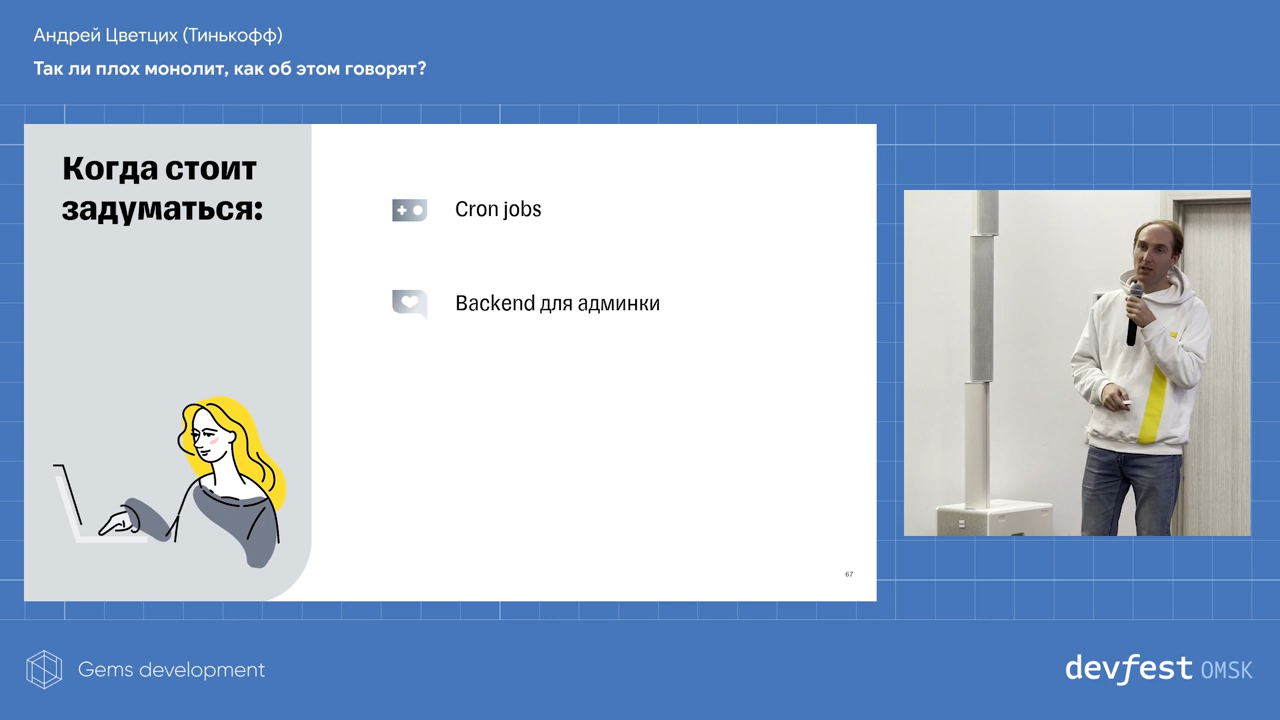 Андрей Цветцих (Тинькофф)
Так ли плох монолит, как об этом говорят?
Когда стоит
задуматься:
Cron jobs
Backend для админки
67
Gems development
devfest OMSK